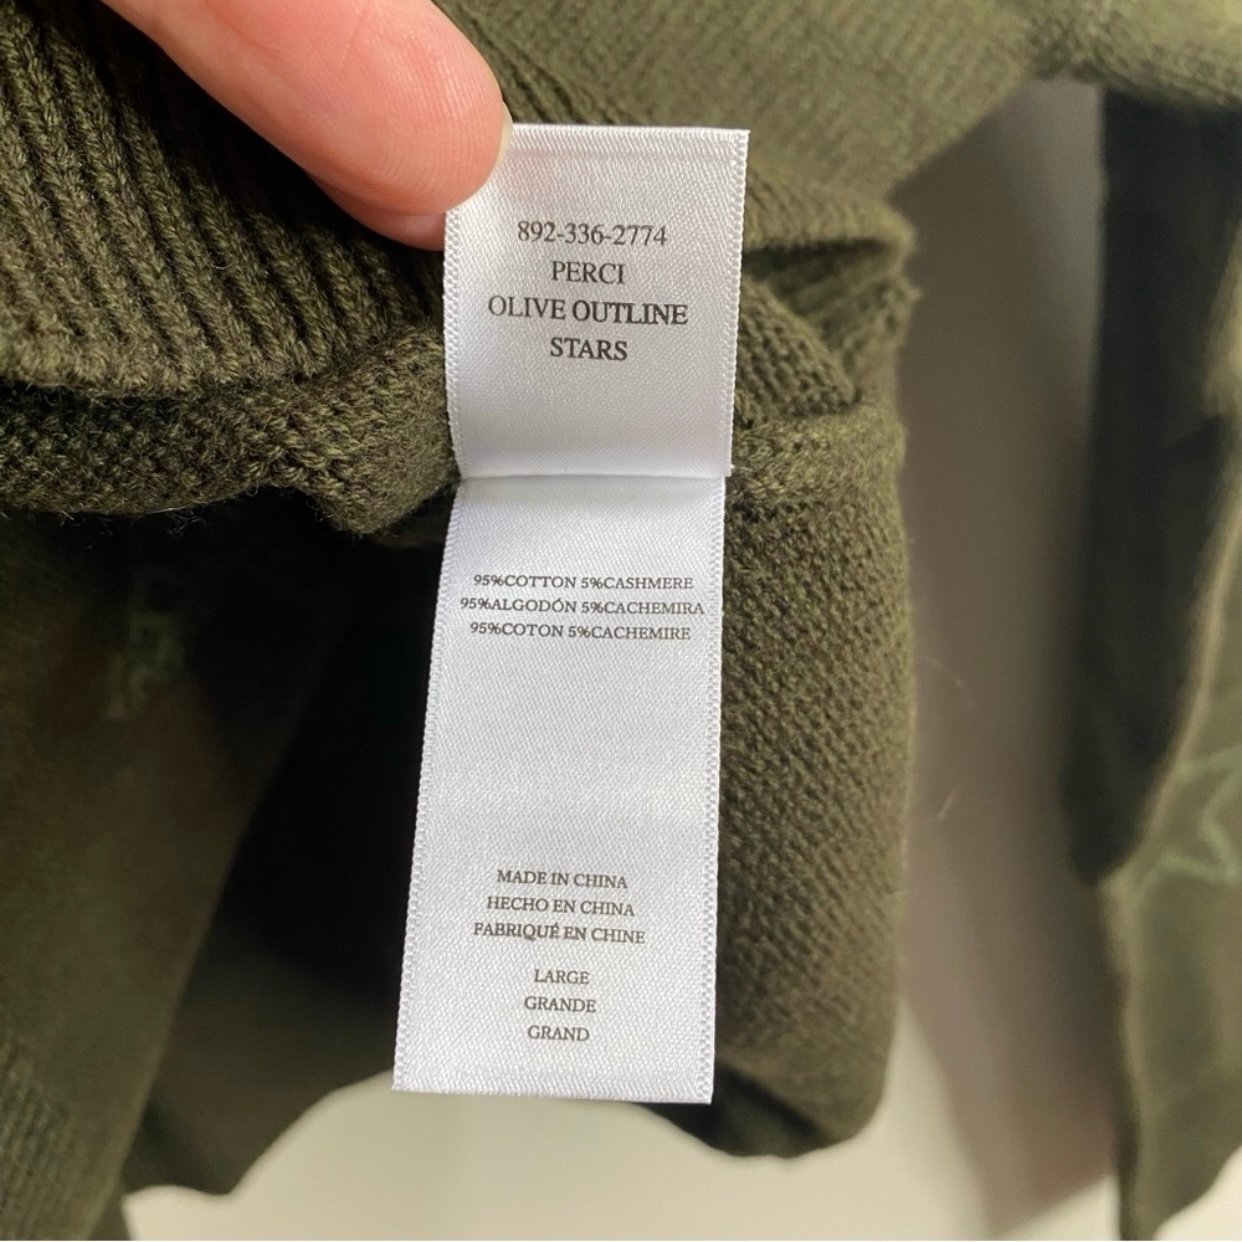 892-336-2774
PERCI
OLIVE OUTLINE
STARS
95%COTTON 5%CASHMERE
95%ALGODÓN 5%CACHEMIRA
95%COTON 5%CACHEMIRE
MADE IN CHINA
HECHO EN CHINA
FABRIQUÉ EN CHINE
LARGE
GRANDE
GRAND